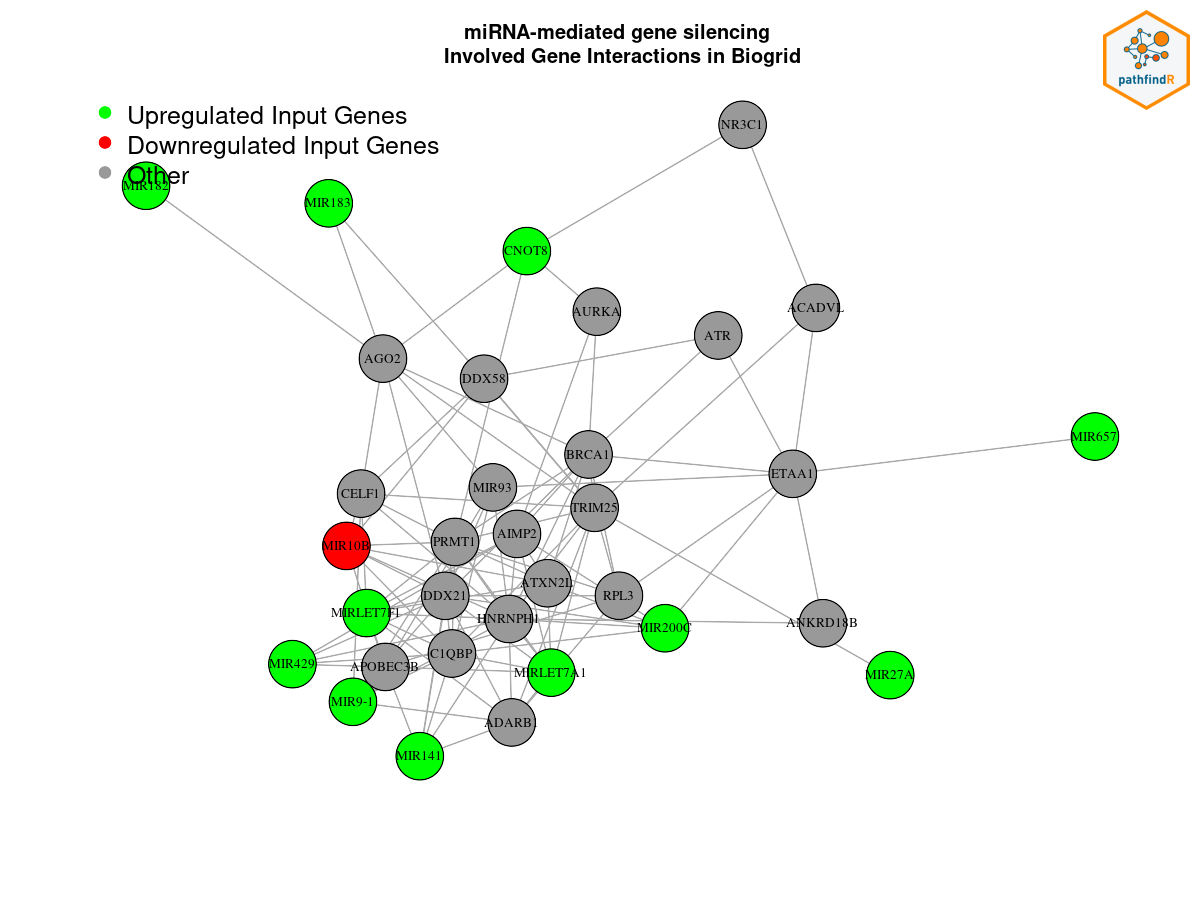 miRNA-mediated gene silencing
Involved Gene Interactions in Biogrid
pathfindR
Upregulated Input Genes
Downregulated Input Genes
Other
NR3C1
MIR182
MIR183
CNOT8
AURKA
ACADVL
ATR
AGO2
DDX58
MIR657
BRCA1
ETAA1
MIR93
CELF1
TRIM25
AIMP2
PRMT1
MIR10B
ATXN2L
DDX21
RPL3
MIRLET7F1
HNRNPH1
MIR200C
ANKRD18B
C1QBP
MIR429
APOBEC3B
MIRLET7A1
MIR27A
MIR9-1
ADARB1
MIR141